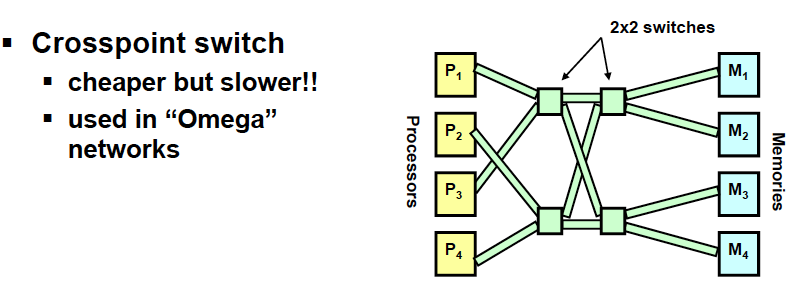 ▪ Crosspoint switch
▪ cheaper but slower!!
▪ used in “Omega”
networks
2x2 switches
Processors
P1
P2
P3
P4
M1
M2
M3
M4
Memories